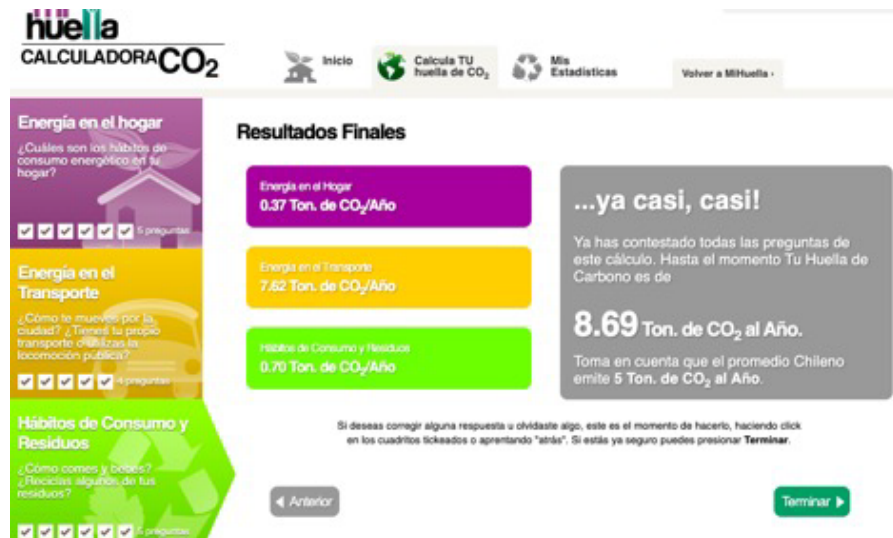 hüella
CALCULADORACO2
Inicio
Calcula TU
huella de CO2
Mis
Estadísticas
Volver a MiHuella ›
Energía en el hogar
¿Cuáles son los hábitos de
consumo energético en tu
hogar?
5 preguntas
Energía en el
Transporte
¿Cómo te mueves por la
ciudad? ¿Tienes tu propio
transporte o utilizas la
locomoción pública?
4 preguntas
Hábitos de Consumo y
Residuos
¿Cómo comes y bebes?
¿Reciclas algunos de tus
residuos?
5 preguntas
Resultados Finales
Energía en el Hogar
0.37 Ton. de CO2/Año
Energía en el Transporte
7.62 Ton. de CO2/Año
Hábitos de Consumo y Residuos
0.70 Ton. de CO2/Año
...ya casi, casi!
Ya has contestado todas las preguntas de
este cálculo. Hasta el momento Tu Huella de
Carbono es de
8.69 Ton. de CO2 al Año.
Toma en cuenta que el promedio Chileno
emite 5 Ton. de CO2 al Año.
Si deseas corregir alguna respuesta u olvidaste algo, este es el momento de hacerlo, haciendo click
en los cuadritos tickeados o apretando "atrás". Si estás ya seguro puedes presionar Terminar.
Anterior
Terminar